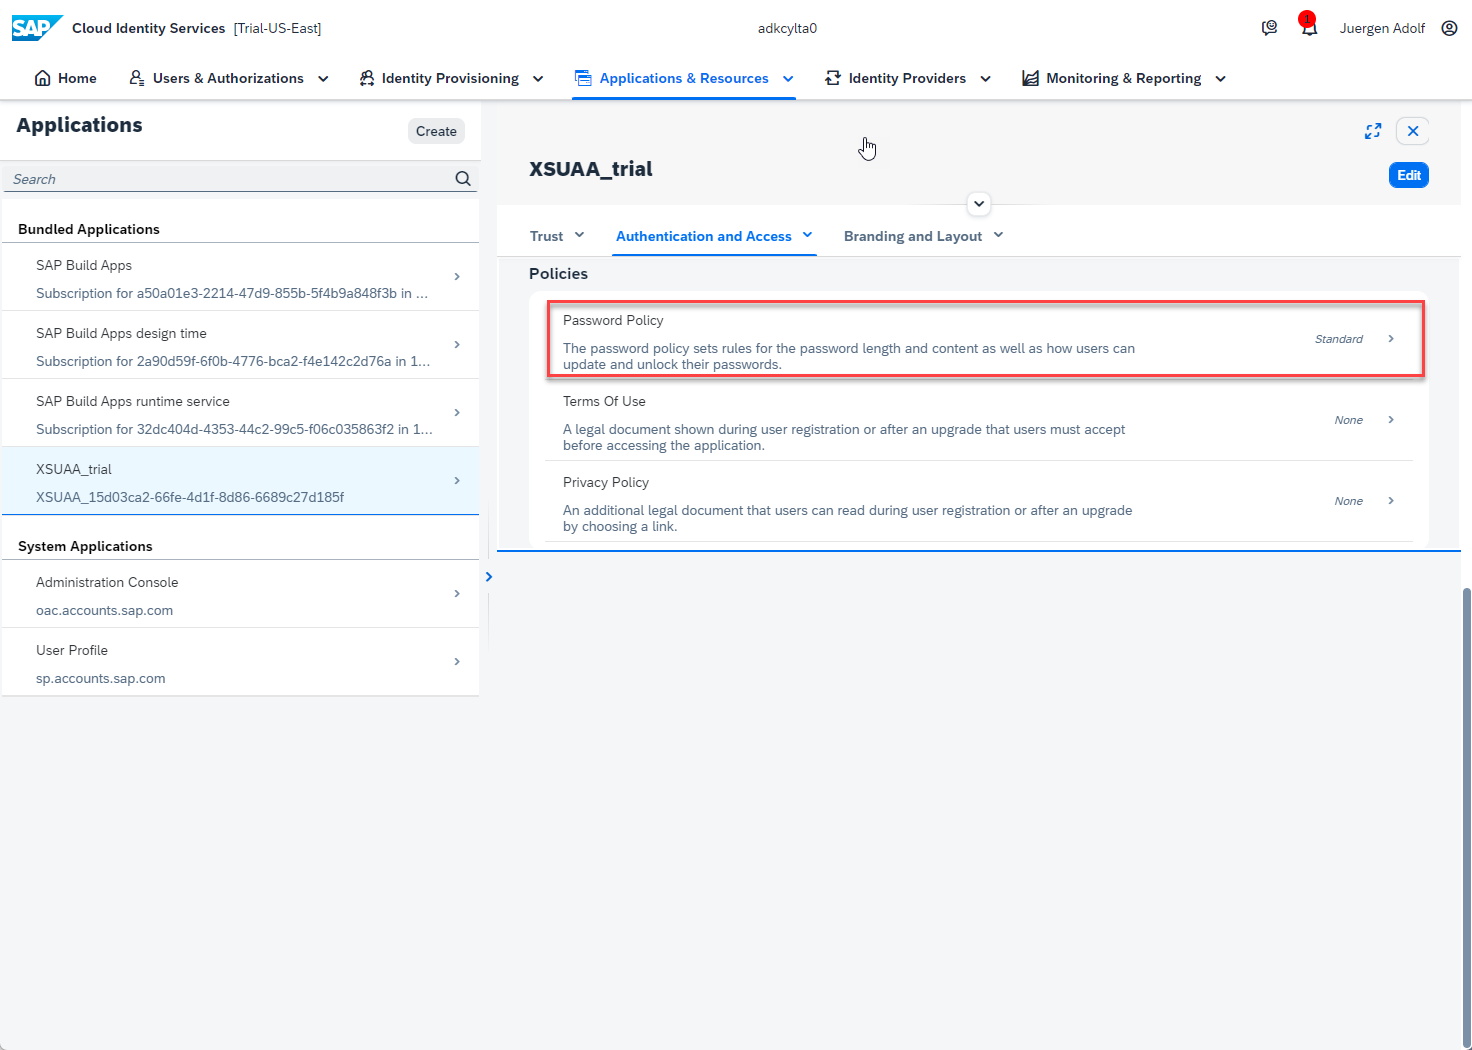 SAP Cloud Identity Services [Trial-US-East] adkcylta0 1 Juergen Adolf
Home Users & Authorizations Identity Provisioning Applications & Resources Identity Providers Monitoring & Reporting
Applications
Create
Search
Bundled Applications
SAP Build Apps
Subscription for a50a01e3-2214-47d9-855b-5f4b9a848f3b in ...
SAP Build Apps design time
Subscription for 2a90d59f-6f0b-4776-bca2-f4e142c2d76a in 1...
SAP Build Apps runtime service
Subscription for 32dc404d-4353-44c2-99c5-f06c035863f2 in 1...
XSUAA_trial
XSUAA_15d03ca2-66fe-4d1f-8d86-6689c27d185f
System Applications
Administration Console
oac.accounts.sap.com
User Profile
sp.accounts.sap.com
XSUAA_trial
Edit
Trust Authentication and Access Branding and Layout
Policies
Password Policy
The password policy sets rules for the password length and content as well as how users can
update and unlock their passwords.
Standard
Terms Of Use
A legal document shown during user registration or after an upgrade that users must accept
before accessing the application.
None
Privacy Policy
An additional legal document that users can read during user registration or after an upgrade
by choosing a link.
None